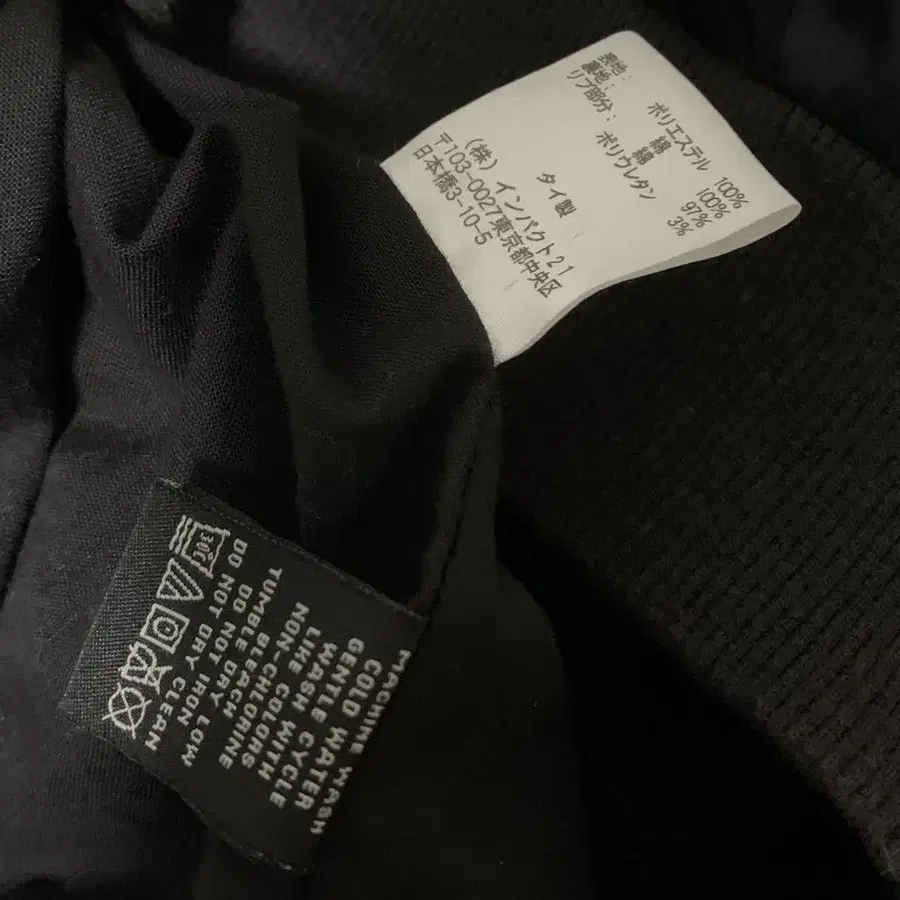 表地: ポリエステル 100%
裏地: 綿 100%
リブ部分: 綿 97%
ポリウレタン 3%
タイ製
(株)インパクト21
〒103-0027東京都中央区
日本橋3-10-5
MACHINE WASH
COLD WATER
GENTLE CYCLE
WASH WITH
LIKE COLORS
NON-CHLORINE
BLEACH
TUMBLE DRY LOW
DO NOT IRON
DO NOT DRY CLEAN